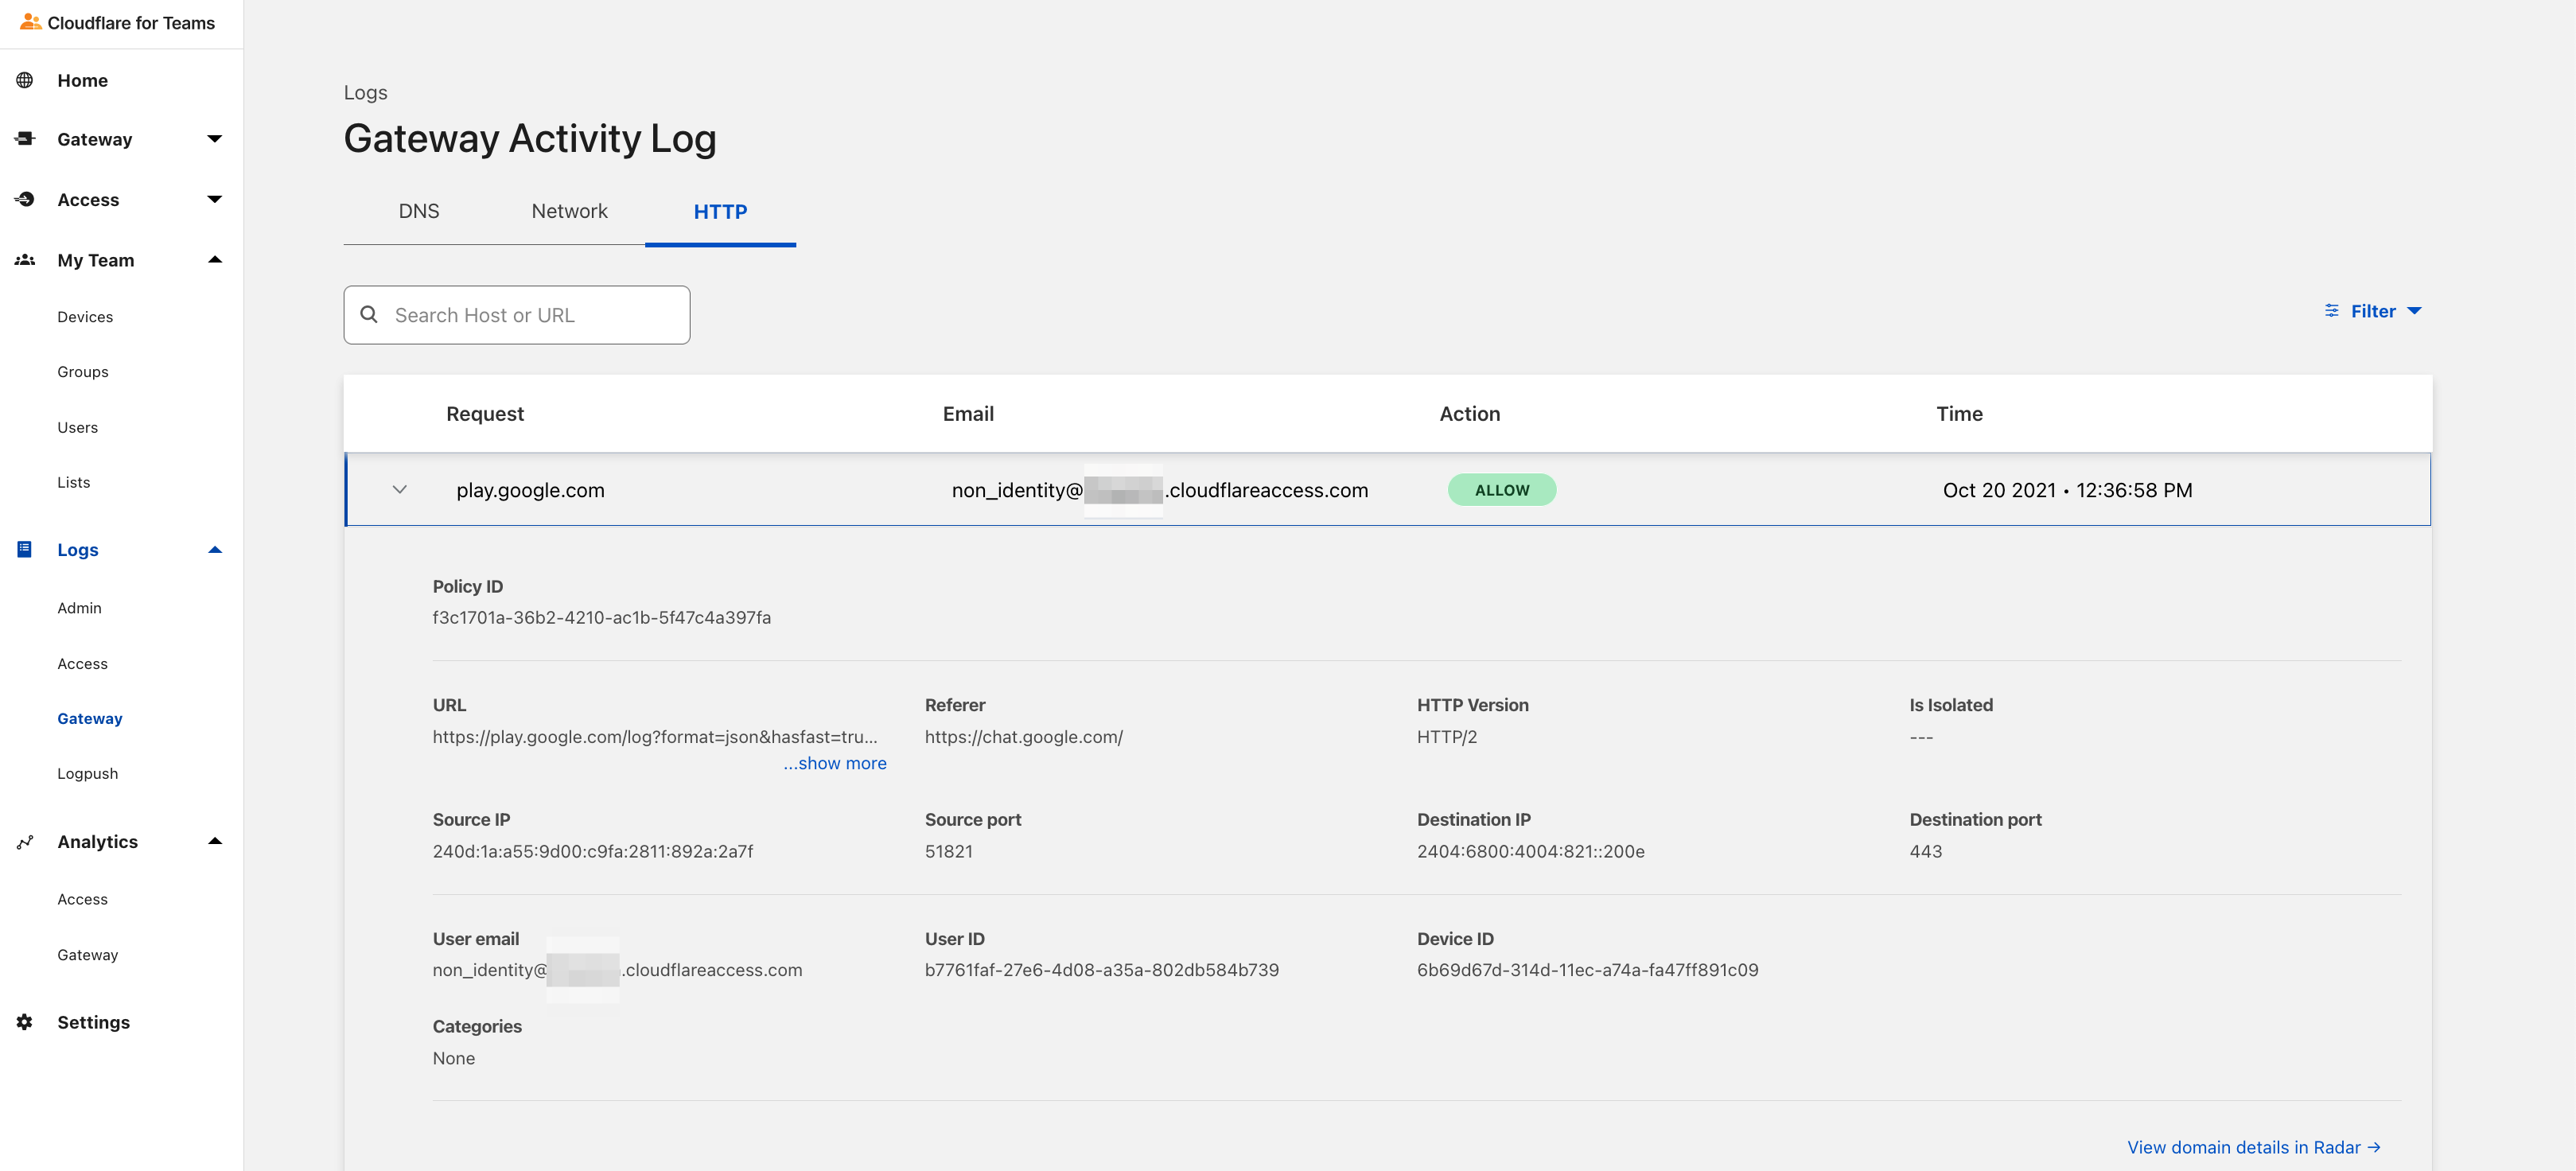 Cloudflare for Teams
Home
Gateway
Access
My Team
Devices
Groups
Users
Lists
Logs
Admin
Access
Gateway
Logpush
Analytics
Access
Gateway
Settings
Logs
Gateway Activity Log
DNS Network HTTP
Search Host or URL
Filter
Request Email Action Time
play.google.com non_identity@ .cloudflareaccess.com ALLOW Oct 20 2021 • 12:36:58 PM
Policy ID
f3c1701a-36b2-4210-ac1b-5f47c4a397fa
URL Referer HTTP Version Is Isolated
https://play.google.com/log?format=json&hasfast=tru... https://chat.google.com/ HTTP/2 ---
...show more
Source IP Source port Destination IP Destination port
240d:1a:a55:9d00:c9fa:2811:892a:2a7f 51821 2404:6800:4004:821::200e 443
User email User ID Device ID
non_identity@ .cloudflareaccess.com b7761faf-27e6-4d08-a35a-802db584b739 6b69d67d-314d-11ec-a74a-fa47ff891c09
Categories
None
View domain details in Radar →